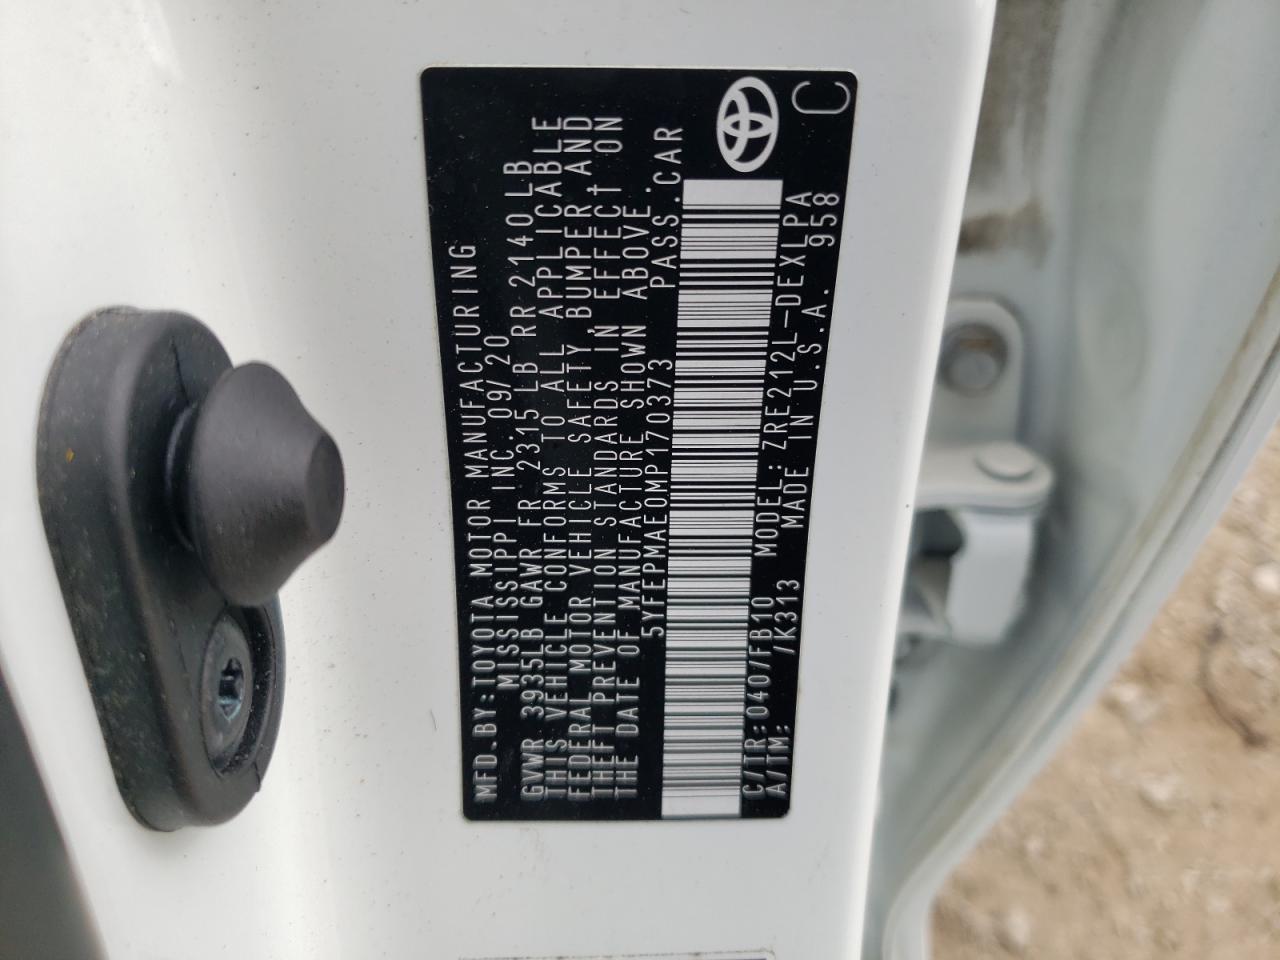 MFD.BY:TOYOTA MOTOR MANUFACTURING
MISSISSIPPI INC. 09/20
GVWR 3935LB GAWR FR 2315LB RR 2140LB
THIS VEHICLE CONFORMS TO ALL APPLICABLE
FEDERAL MOTOR VEHICLE SAFETY, BUMPER AND
THEFT PREVENTION STANDARDS IN EFFECT ON
THE DATE OF MANUFACTURE SHOWN ABOVE.
5YFEPMAE0MP170373 PASS.CAR
C/TR:0407/FB10 MODEL:ZRE212L-DEXLPA
A/TM: /K313 MADE IN U.S.A. 958
C